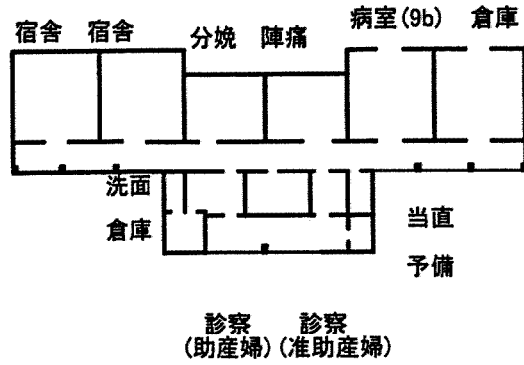 宿舎 宿舎 分娩 陣痛 病室(9b) 倉庫
洗面
倉庫
当直
予備
診察 診察
(助産婦)(准助産婦)